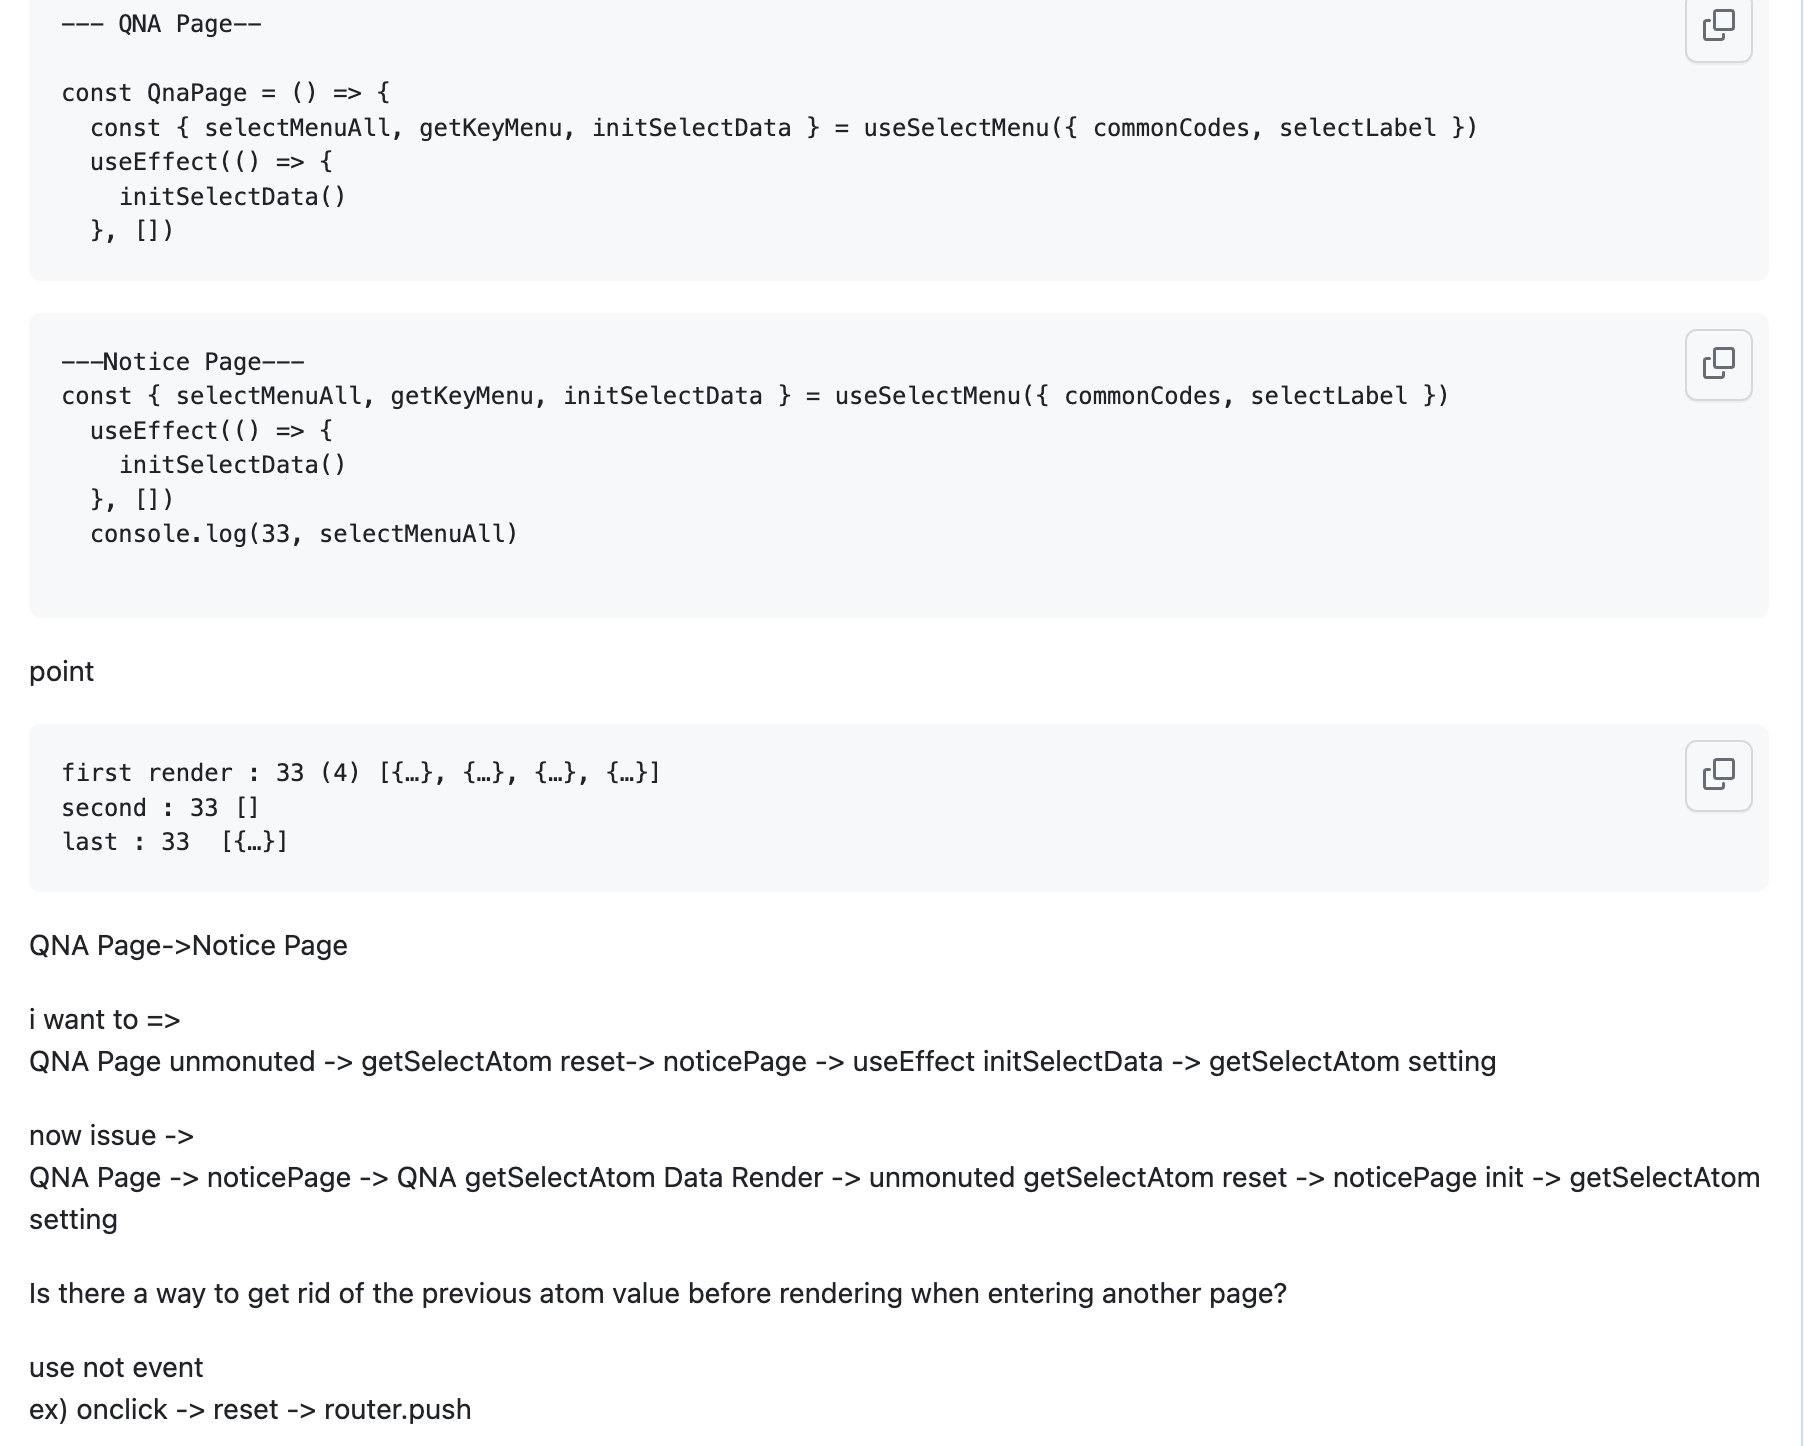 --- QNA Page--
const QnaPage = () => {
  const { selectMenuAll, getKeyMenu, initSelectData } = useSelectMenu({ commonCodes, selectLabel })
  useEffect(() => {
    initSelectData()
  }, [])
---Notice Page---
const { selectMenuAll, getKeyMenu, initSelectData } = useSelectMenu({ commonCodes, selectLabel })
  useEffect(() => {
    initSelectData()
  }, [])
  console.log(33, selectMenuAll)
point
first render : 33 (4) [{…}, {…}, {…}, {…}]
second : 33 []
last : 33  [{…}]
QNA Page->Notice Page
i want to =>
QNA Page unmonuted -> getSelectAtom reset-> noticePage -> useEffect initSelectData -> getSelectAtom setting
now issue ->
QNA Page -> noticePage -> QNA getSelectAtom Data Render -> unmonuted getSelectAtom reset -> noticePage init -> getSelectAtom
setting
Is there a way to get rid of the previous atom value before rendering when entering another page?
use not event
ex) onclick -> reset -> router.push